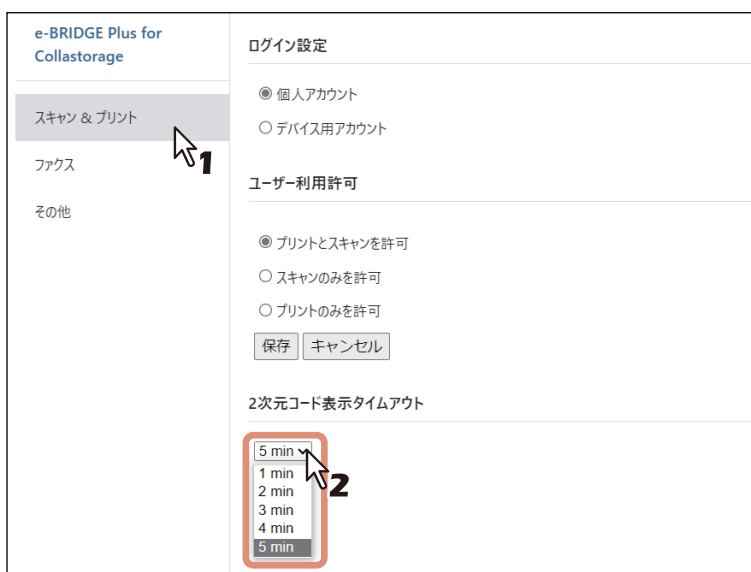 e-BRIDGE Plus for
Collastorage
スキャン & プリント
1
ファクス
その他
ログイン設定
個人アカウント
デバイス用アカウント
ユーザー利用許可
プリントとスキャンを許可
スキャンのみを許可
プリントのみを許可
保存 キャンセル
2次元コード表示タイムアウト
5 min
2
1 min
2 min
3 min
4 min
5 min